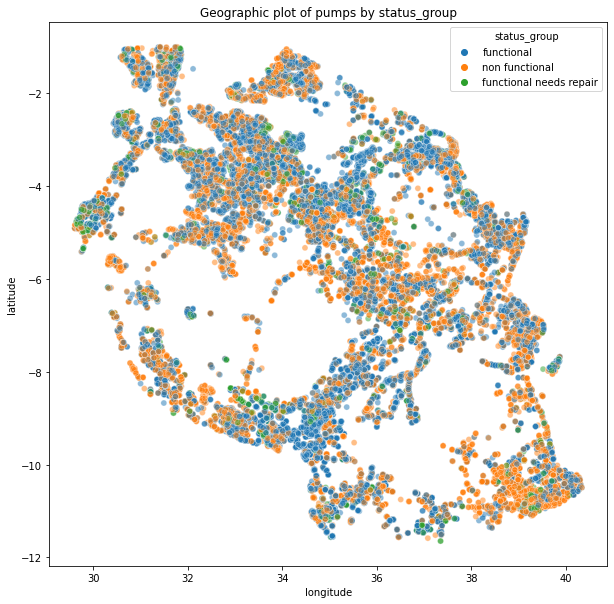 Geographic plot of pumps by status_group
status_group
functional
non functional
functional needs repair
−2
−4
−6
−8
−10
−12
latitude
30
32
34
36
38
40
longitude